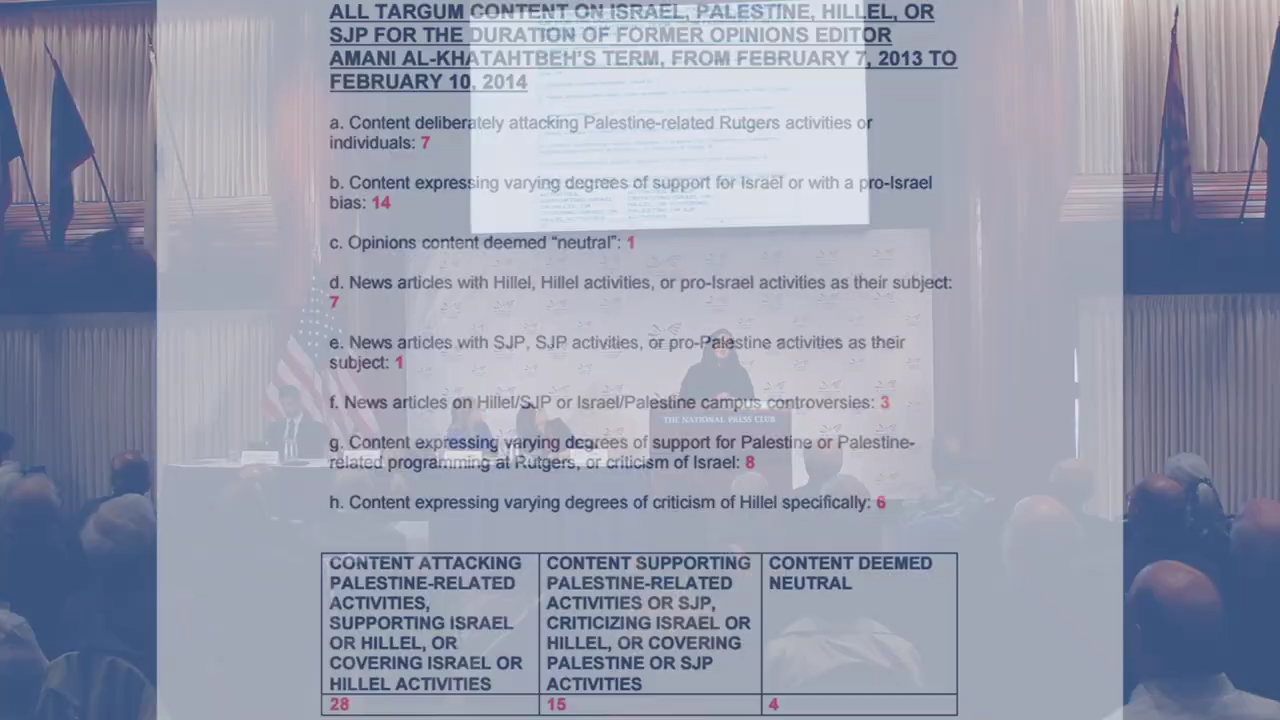 ALL TARGUM CONTENT ON ISRAEL, PALESTINE, HILLEL, OR
SJP FOR THE DURATION OF FORMER OPINIONS EDITOR
AMANI AL-KHATAHTBEH'S TERM, FROM FEBRUARY 7, 2013 TO
FEBRUARY 10, 2014
a. Content deliberately attacking Palestine-related Rutgers activities or
individuals: 7
b. Content expressing varying degrees of support for Israel or with a pro-Israel
bias: 14
c. Opinions content deemed “neutral”: 1
d. News articles with Hillel, Hillel activities, or pro-Israel activities as their subject:
7
e. News articles with SJP, SJP activities, or pro-Palestine activities as their
subject: 1
f. News articles on Hillel/SJP or Israel/Palestine campus controversies: 3
THE NATIONAL PRESS CLUB
g. Content expressing varying degrees of support for Palestine or Palestine-
related programming at Rutgers, or criticism of Israel: 8
h. Content expressing varying degrees of criticism of Hillel specifically: 6
CONTENT ATTACKING
PALESTINE-RELATED
ACTIVITIES,
SUPPORTING ISRAEL
OR HILLEL, OR
COVERING ISRAEL OR
HILLEL ACTIVITIES
28
CONTENT SUPPORTING
PALESTINE-RELATED
ACTIVITIES OR SJP,
CRITICIZING ISRAEL OR
HILLEL, OR COVERING
PALESTINE OR SJP
ACTIVITIES
15
CONTENT DEEMED
NEUTRAL
4